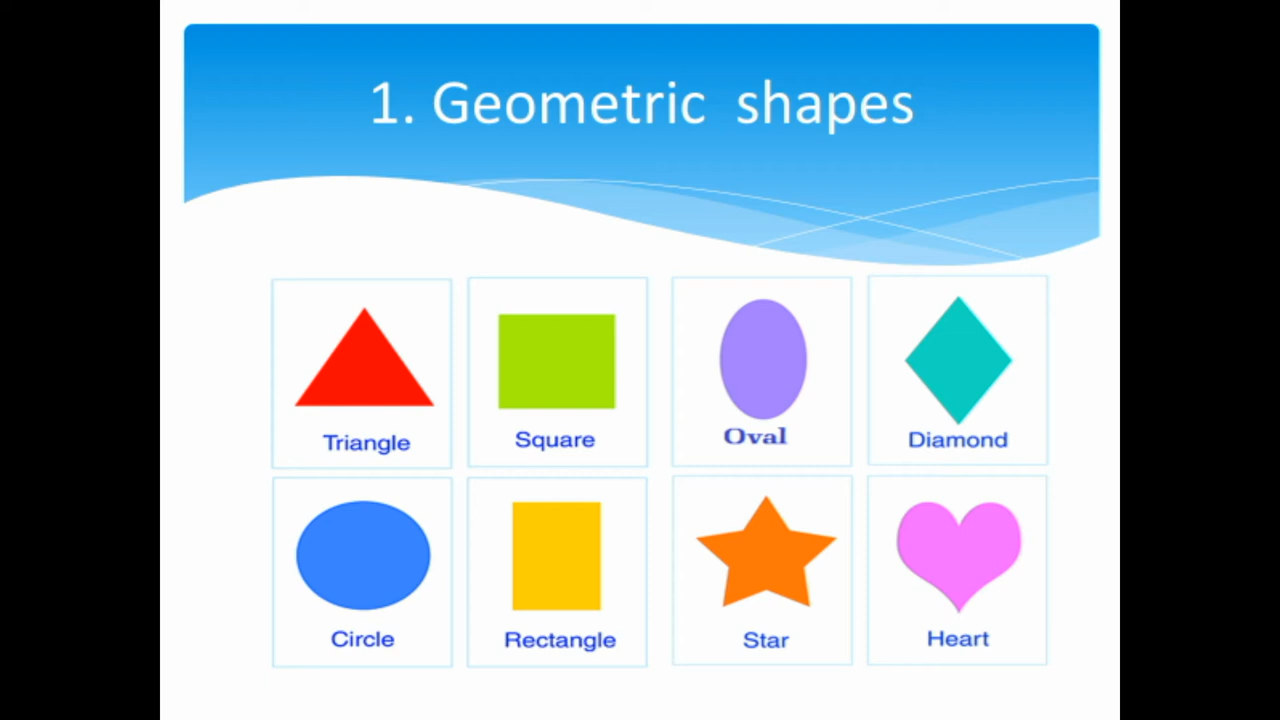 1. Geometric shapes
Triangle
Square
Oval
Diamond
Circle
Rectangle
Star
Heart